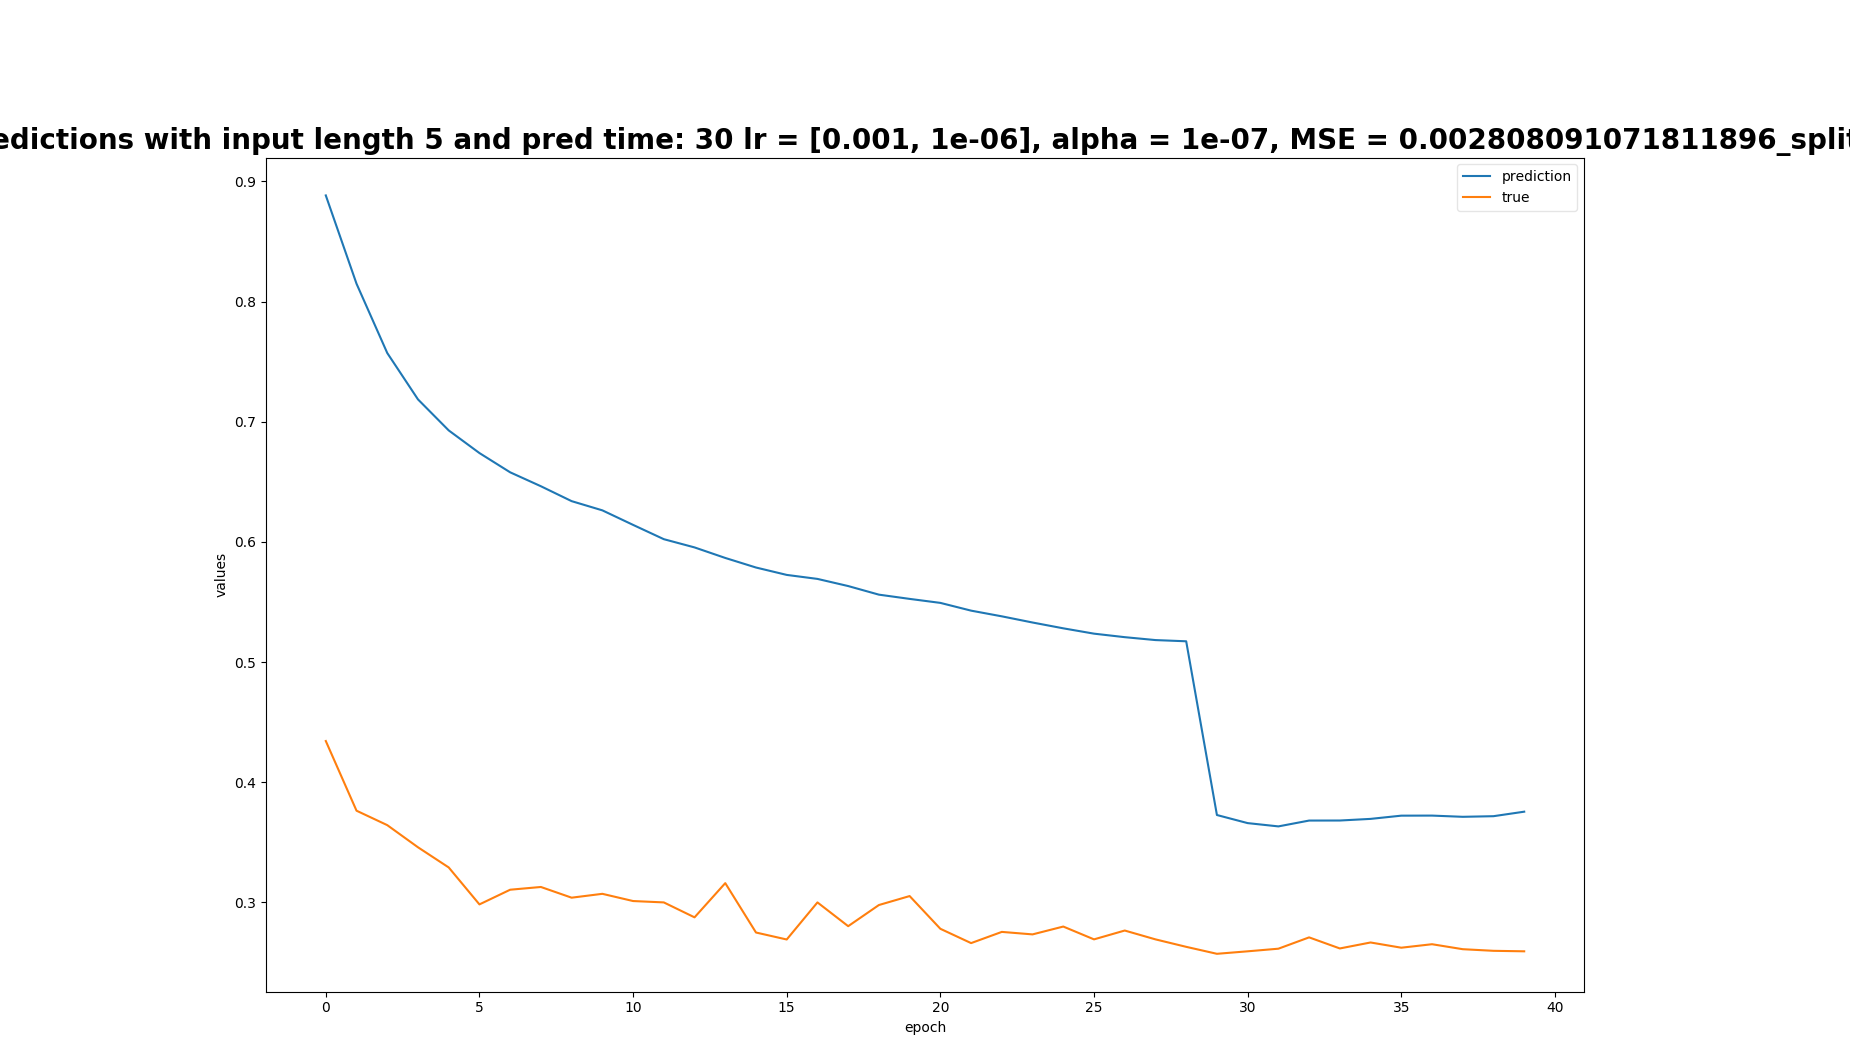 edictions with input length 5 and pred time: 30 lr = [0.001, 1e-06], alpha = 1e-07, MSE = 0.002808091071811896_split
prediction
true
0.9
0.8
0.7
0.6
0.5
0.4
0.3
values
0 5 10 15 20 25 30 35 40
epoch